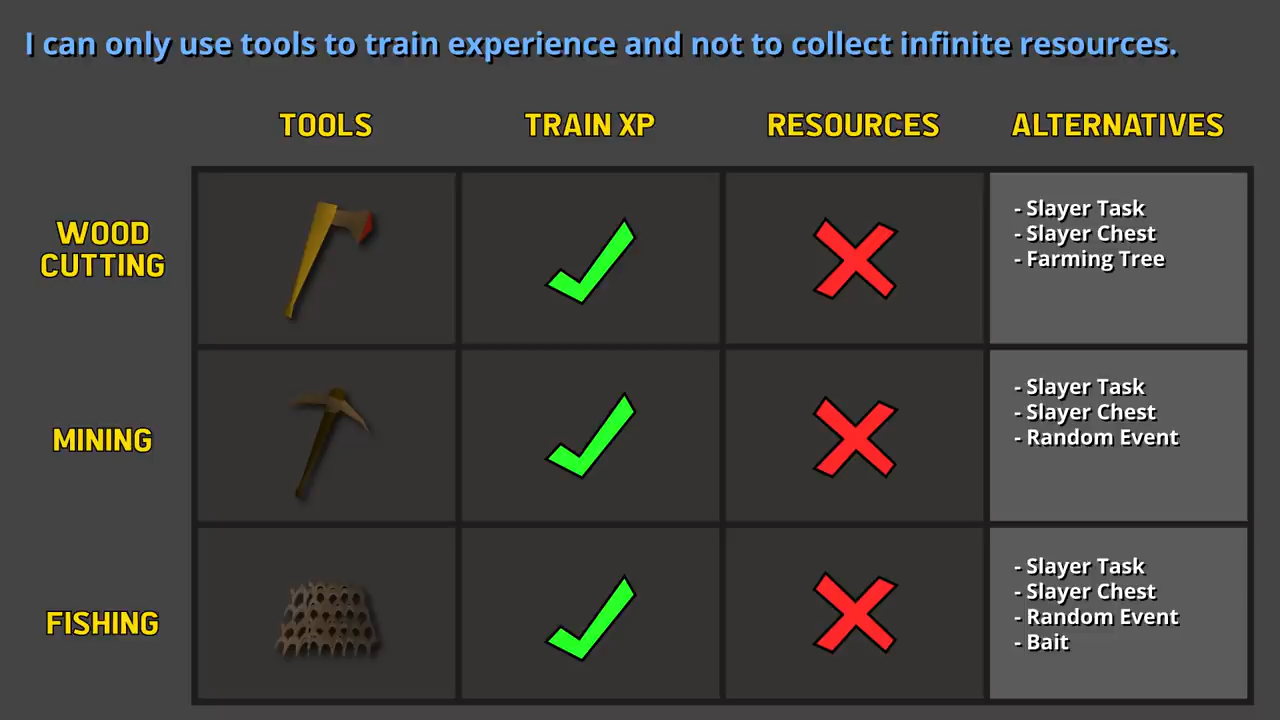 I can only use tools to train experience and not to collect infinite resources.
TOOLS
TRAIN XP
RESOURCES
ALTERNATIVES
WOOD
CUTTING
- Slayer Task
- Slayer Chest
- Farming Tree
MINING
- Slayer Task
- Slayer Chest
- Random Event
FISHING
- Slayer Task
- Slayer Chest
- Random Event
- Bait